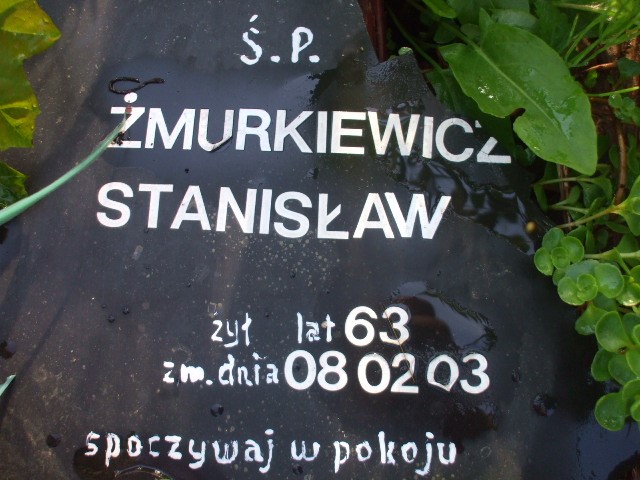 Ś.P.
ŻMURKIEWICZ
STANISŁAW
żył lat 63
zm. dnia 08 02 03
spoczywaj w pokoju